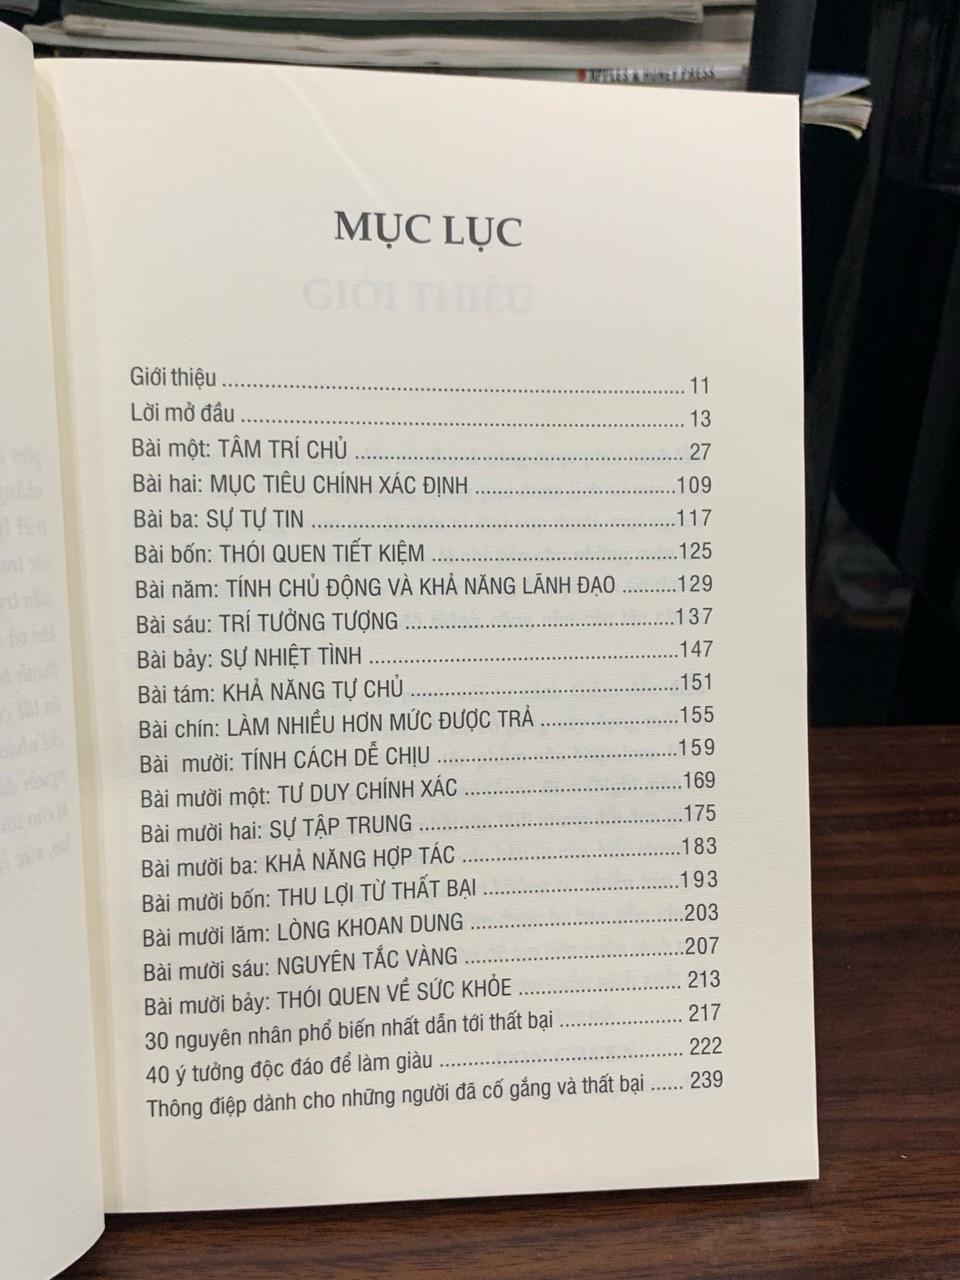 APPLES & HONEY PRESS
MỤC LỤC
GIỚI THIỆU
Giới thiệu ........ 11
Lời mở đầu ........ 13
Bài một: TÂM TRÍ CHỦ ........ 27
Bài hai: MỤC TIÊU CHÍNH XÁC ĐỊNH ........ 109
Bài ba: SỰ TỰ TIN ........ 117
Bài bốn: THÓI QUEN TIẾT KIỆM ........ 125
Bài năm: TÍNH CHỦ ĐỘNG VÀ KHẢ NĂNG LÃNH ĐẠO ........ 129
Bài sáu: TRÍ TƯỞNG TƯỢNG ........ 137
Bài bảy: SỰ NHIỆT TÌNH ........ 147
Bài tám: KHẢ NĂNG TỰ CHỦ ........ 151
Bài chín: LÀM NHIỀU HƠN MỨC ĐƯỢC TRẢ ........ 155
Bài mười: TÍNH CÁCH DỄ CHỊU ........ 159
Bài mười một: TƯ DUY CHÍNH XÁC ........ 169
Bài mười hai: SỰ TẬP TRUNG ........ 175
Bài mười ba: KHẢ NĂNG HỢP TÁC ........ 183
Bài mười bốn: THU LỢI TỪ THẤT BẠI ........ 193
Bài mười lăm: LÒNG KHOAN DUNG ........ 203
Bài mười sáu: NGUYÊN TẮC VÀNG ........ 207
Bài mười bảy: THÓI QUEN VỀ SỨC KHỎE ........ 213
30 nguyên nhân phổ biến nhất dẫn tới thất bại ........ 217
40 ý tưởng độc đáo để làm giàu ........ 222
Thông điệp dành cho những người đã cố gắng và thất bại ...... 239